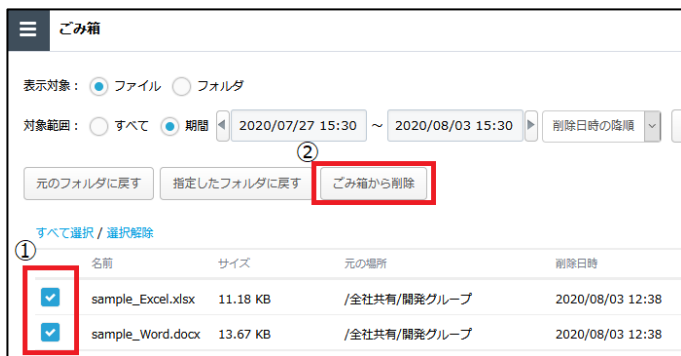 ごみ箱
表示対象： ファイル フォルダ
対象範囲： すべて 期間 2020/07/27 15:30 ～ 2020/08/03 15:30 削除日時の降順
②
元のフォルダに戻す 指定したフォルダに戻す ごみ箱から削除
すべて選択 / 選択解除
①
名前 サイズ 元の場所 削除日時
sample_Excel.xlsx 11.18 KB /全社共有/開発グループ 2020/08/03 12:38
sample_Word.docx 13.67 KB /全社共有/開発グループ 2020/08/03 12:38